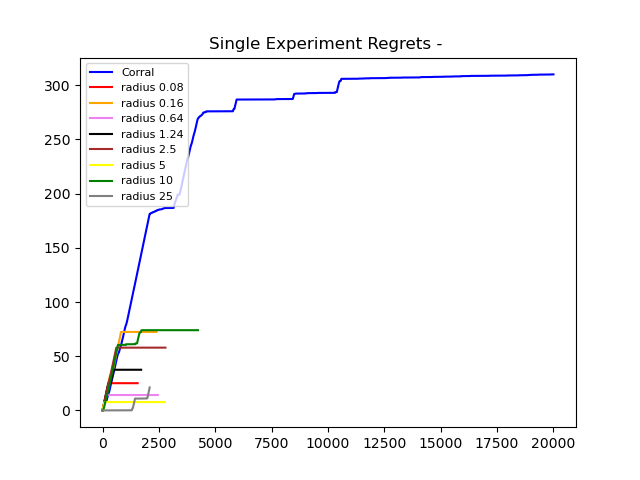 Single Experiment Regrets -
300
250
200
150
100
50
0
Corral
radius 0.08
radius 0.16
radius 0.64
radius 1.24
radius 2.5
radius 5
radius 10
radius 25
0 2500 5000 7500 10000 12500 15000 17500 20000